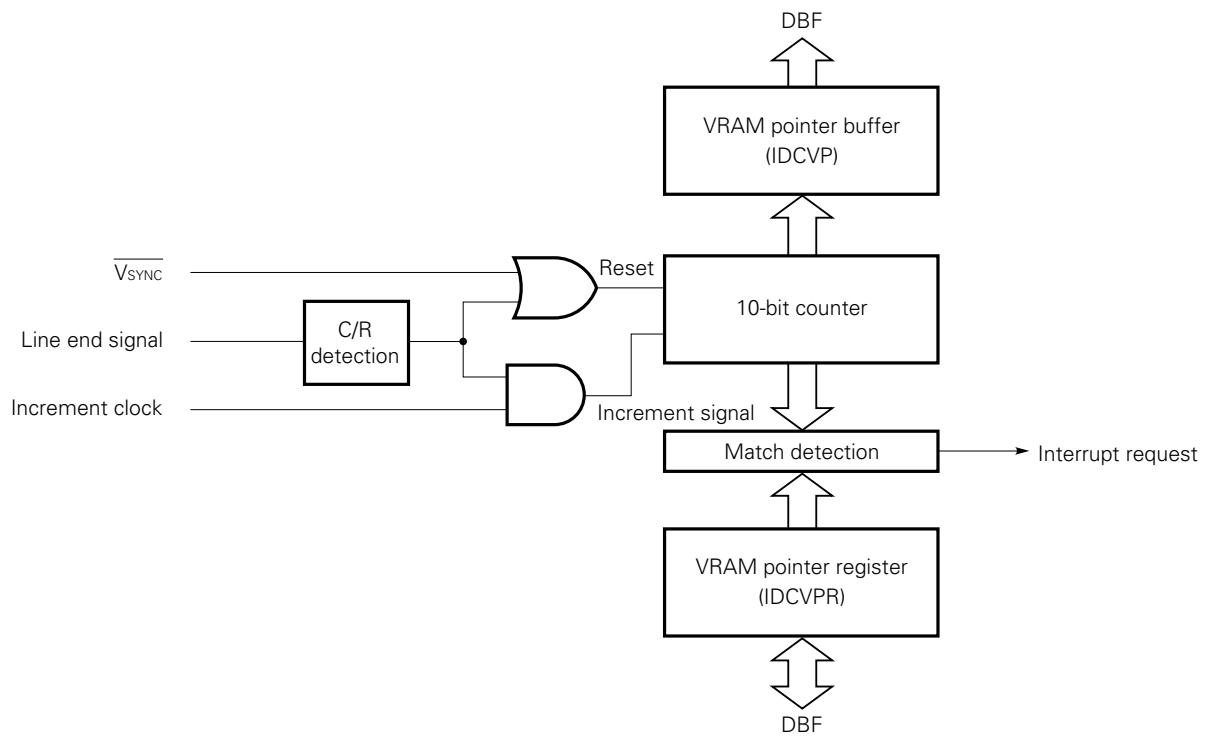 DBF
VRAM pointer buffer
(IDCVP)
VSYNC
Reset
10-bit counter
Line end signal
C/R
detection
Increment clock
Increment signal
Match detection
Interrupt request
VRAM pointer register
(IDCVPR)
DBF